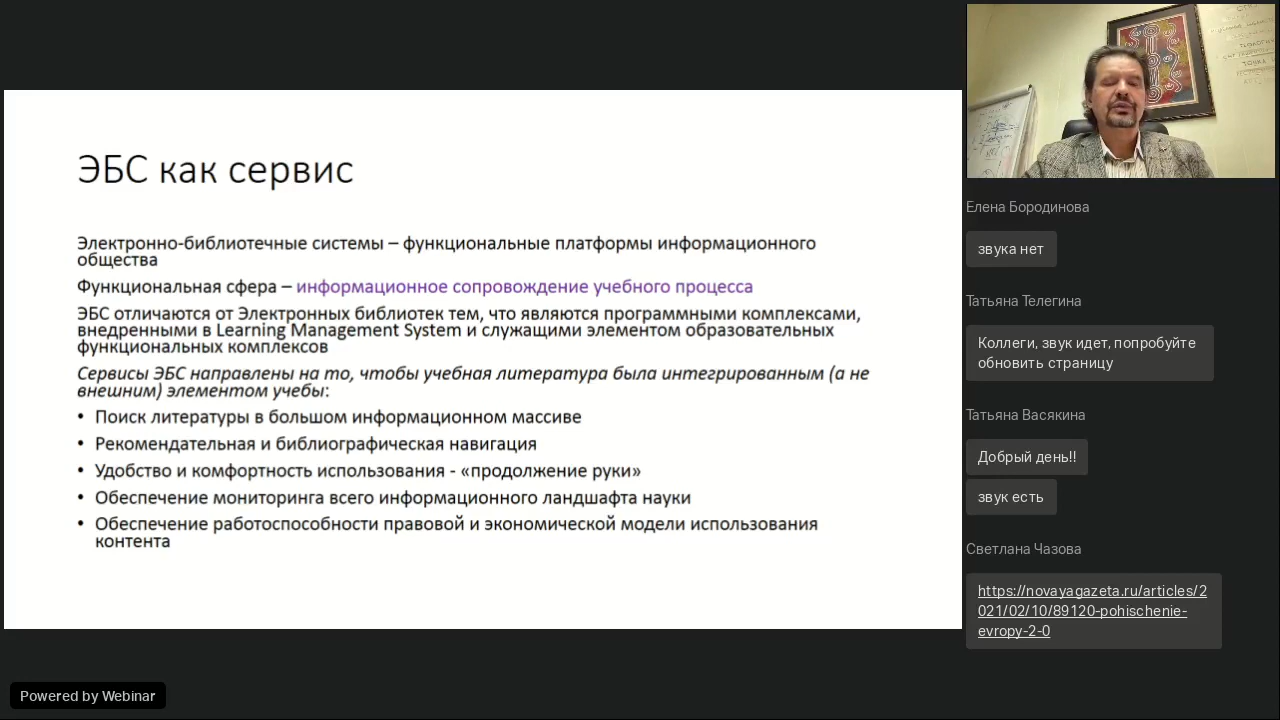 ЭБС как сервис
Электронно-библиотечные системы – функциональные платформы информационного
общества
Функциональная сфера – информационное сопровождение учебного процесса
ЭБС отличаются от Электронных библиотек тем, что являются программными комплексами,
внедренными в Learning Management System и служащими элементом образовательных
функциональных комплексов
Сервисы ЭБС направлены на то, чтобы учебная литература была интегрированным (а не
внешним) элементом учебы:
• Поиск литературы в большом информационном массиве
• Рекомендательная и библиографическая навигация
• Удобство и комфортность использования - «продолжение руки»
• Обеспечение мониторинга всего информационного ландшафта науки
• Обеспечение работоспособности правовой и экономической модели использования
контента
Елена Бородинова
звука нет
Татьяна Телегина
Коллеги, звук идет, попробуйте
обновить страницу
Татьяна Васякина
Добрый день!!
звук есть
Светлана Чазова
https://novayagazeta.ru/articles/2
021/02/10/89120-pohischenie-
evropy-2-0
Powered by Webinar